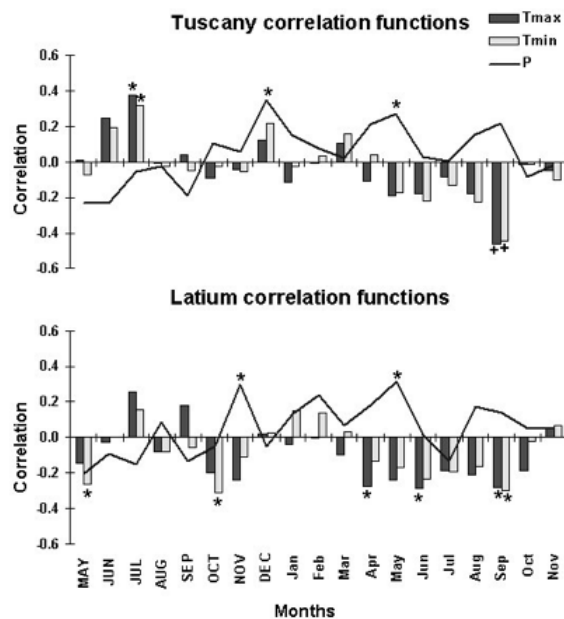 Tuscany correlation functions
Tmax
Tmin
P
0.6
0.4
0.2
0.0
-0.2
-0.4
-0.6
Correlation
* * * *
+ +
Latium correlation functions
0.6
0.4
0.2
0.0
-0.2
-0.4
-0.6
Correlation
* *
* * * * * *
MAY JUN JUL AUG SEP OCT NOV DEC Jan Feb Mar Apr May Jun Jul Aug Sep Oct Nov
Months